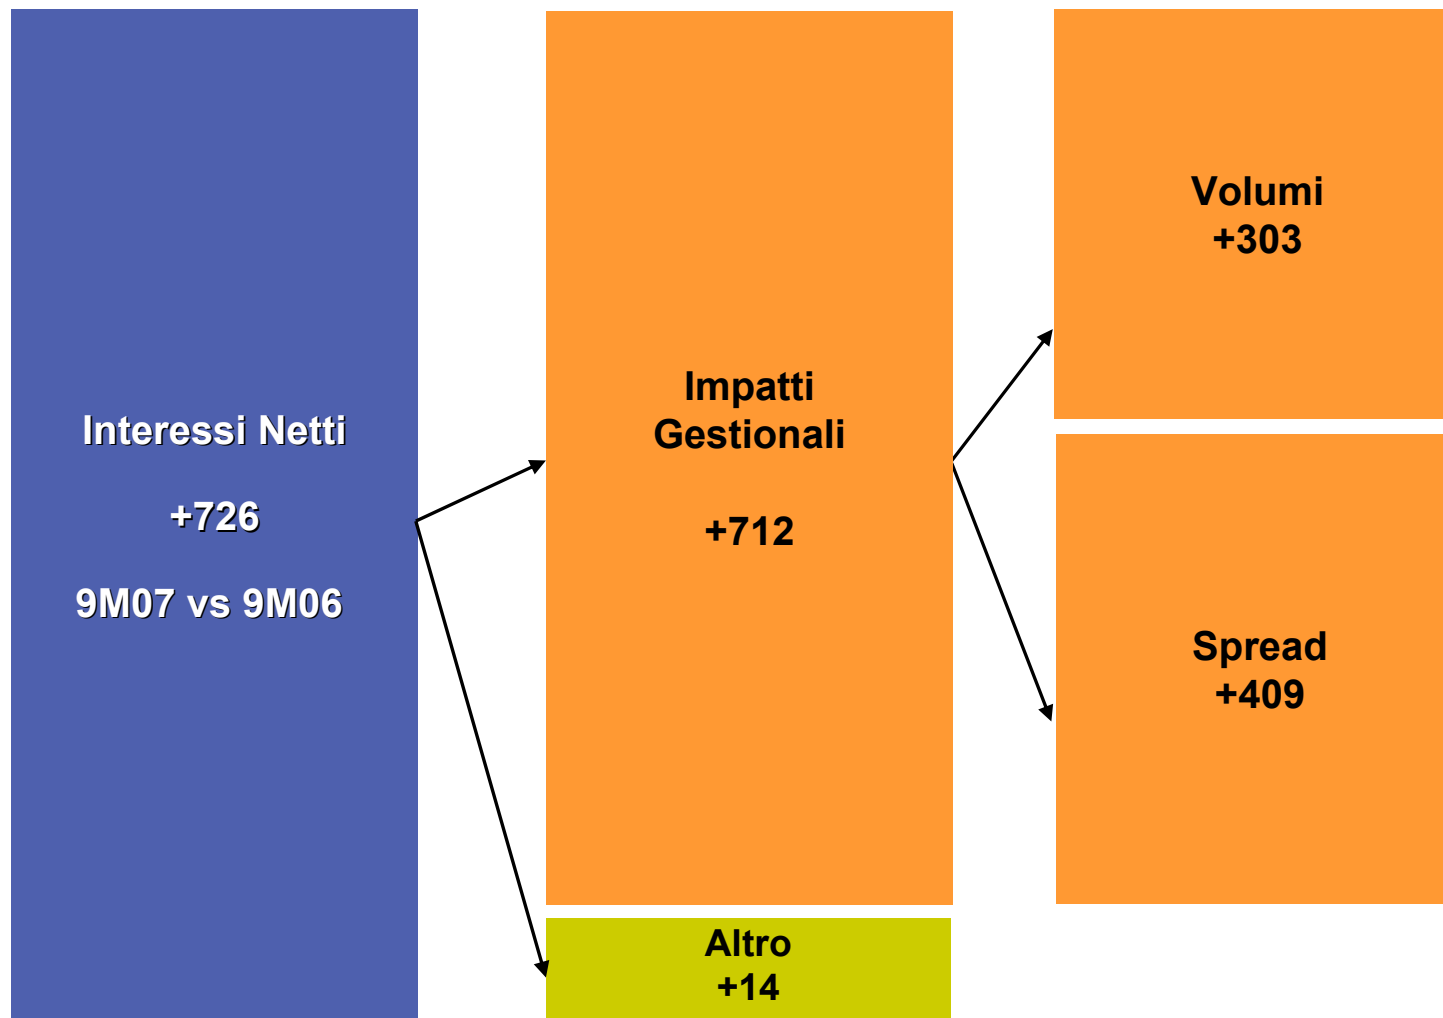 Interessi Netti
+726
9M07 vs 9M06
Impatti
Gestionali
+712
Altro
+14
Volumi
+303
Spread
+409